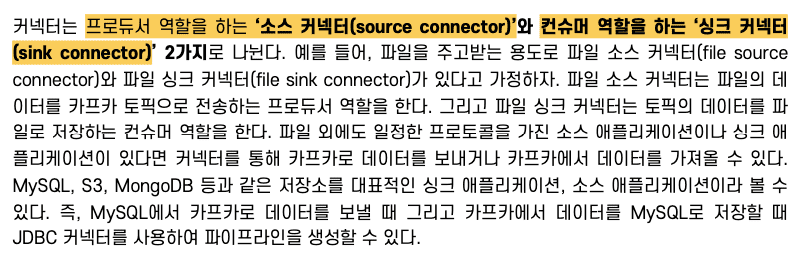 커넥터는 프로듀서 역할을 하는 ‘소스 커넥터(source connector)’와 컨슈머 역할을 하는 ‘싱크 커넥터
(sink connector)’ 2가지로 나뉜다. 예를 들어, 파일을 주고받는 용도로 파일 소스 커넥터(file source
connector)와 파일 싱크 커넥터(file sink connector)가 있다고 가정하자. 파일 소스 커넥터는 파일의 데
이터를 카프카 토픽으로 전송하는 프로듀서 역할을 한다. 그리고 파일 싱크 커넥터는 토픽의 데이터를 파
일로 저장하는 컨슈머 역할을 한다. 파일 외에도 일정한 프로토콜을 가진 소스 애플리케이션이나 싱크 애
플리케이션이 있다면 커넥터를 통해 카프카로 데이터를 보내거나 카프카에서 데이터를 가져올 수 있다.
MySQL, S3, MongoDB 등과 같은 저장소를 대표적인 싱크 애플리케이션, 소스 애플리케이션이라 볼 수
있다. 즉, MySQL에서 카프카로 데이터를 보낼 때 그리고 카프카에서 데이터를 MySQL로 저장할 때
JDBC 커넥터를 사용하여 파이프라인을 생성할 수 있다.